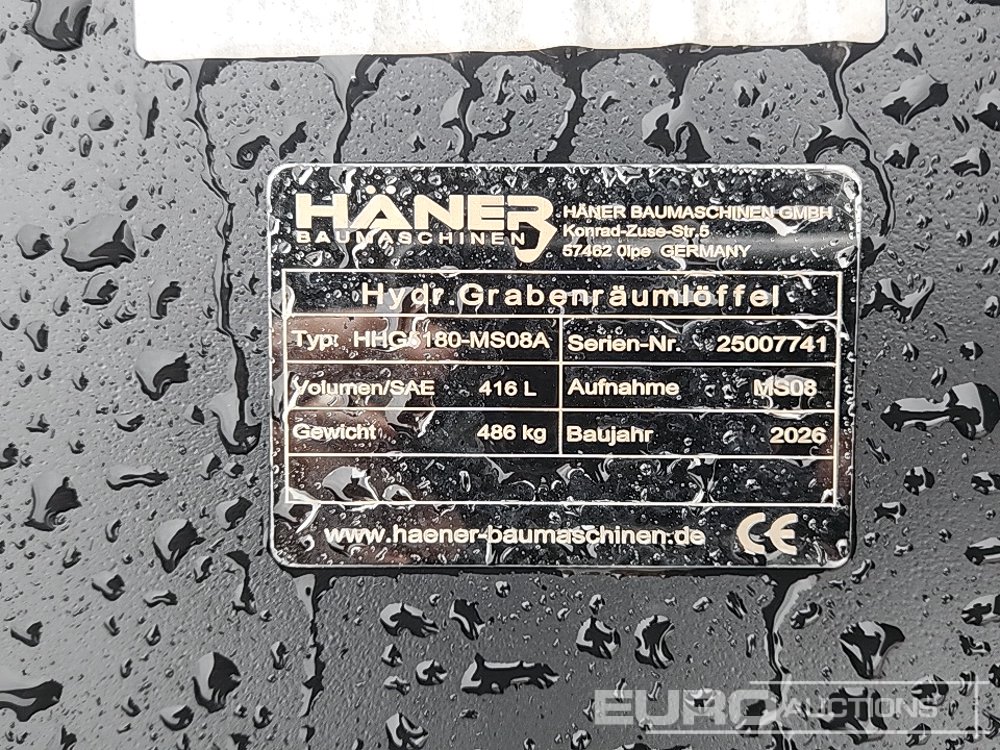 HÄNER
BAUMASCHINEN
HÄNER BAUMASCHINEN GMBH
Konrad-Zuse-Str.5
57462 Olpe GERMANY
Hydr.Grabenräumlöffel
Typ: HHG 180-MS08A
Serien-Nr. 25007741
Volumen/SAE 416 L
Aufnahme MS08
Gewicht 486 kg
Baujahr 2026
www.haener-baumaschinen.de
CE
EURO AUCTIONS